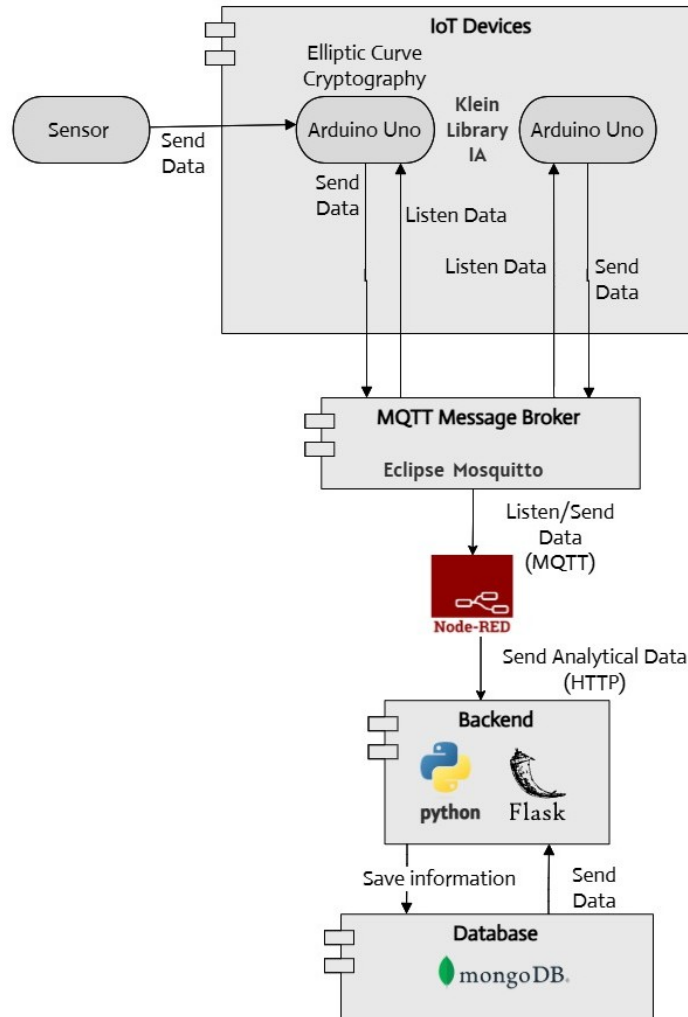 IoT Devices
Elliptic Curve
Cryptography
Sensor
Send
Data
Arduino Uno
Klein
Library
IA
Arduino Uno
Send
Data
Listen Data
Listen Data
Send
Data
MQTT Message Broker
Eclipse Mosquitto
Listen/Send
Data
(MQTT)
Node-RED
Send Analytical Data
(HTTP)
Backend
python
Flask
Save information
Send
Data
Database
mongoDB.